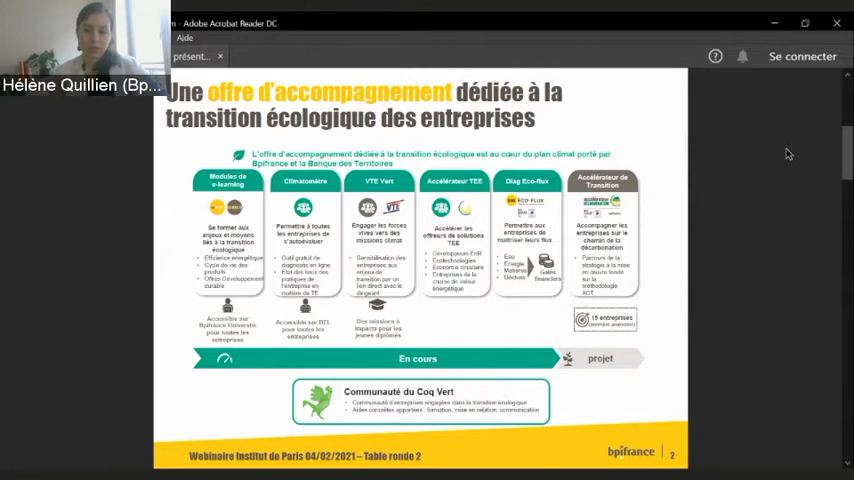 m - Adobe Acrobat Reader DC
Aide
présent...
Se connecter
Hélène Quillien (Bp...
Une offre d'accompagnement dédiée à la
transition écologique des entreprises
L'offre d'accompagnement dédiée à la transition écologique est au cœur du plan climat porté par
Bpifrance et la Banque des Territoires
Modules de
e-learning
Se former aux
enjeux et moyens
liés à la transition
écologique
• Efficience énergétique
• Cycle de vie des
produits
• Offres Développement
durable
Accessible sur
Bpifrance Université
pour toutes les
entreprises
Climatomètre
Permettre à toutes
les entreprises de
s'autoévaluer
• Outil gratuit de
diagnostic en ligne
• Etat des lieux des
pratiques de
l'entreprise en
matière de TE
Accessible sur BEL
pour toutes les
entreprises
VTE Vert
VTE
Engager les forces
vives vers des
missions climat
• Sensibilisation des
entreprises aux
enjeux de
transition par un
lien direct avec le
dirigeant
Des missions à
impacts pour les
jeunes diplômés
Accélérateur TEE
Accélérer les
offreurs de solutions
TEE
• Développeurs EnR
• Ecotechnologies
• Economie circulaire
• Entreprises de la
chaine de valeur
énergétique
Diag Eco-flux
ÉCO FLUX
Permettre aux
entreprises de
maitriser leurs flux
• Eau
• Energie
• Matières
• Déchets
Gains
financiers
Accélérateur de
Transition
Accompagner les
entreprises sur le
chemin de la
décarbonation
• Parcours de la
stratégie à la mise
en œuvre fondé
sur la
méthodologie
ACT
15 entreprises
(première promotion)
En cours
projet
Communauté du Coq Vert
• Communauté d'entreprises engagées dans la transition écologique
• Aides concrètes apportées : formation, mise en relation, communication
Webinaire Institut de Paris 04/02/2021 – Table ronde 2
bpifrance
2